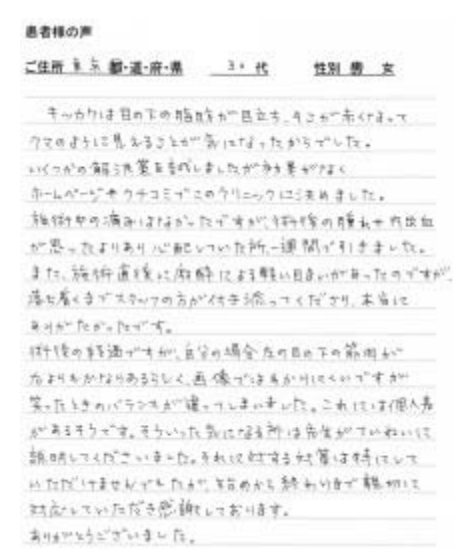 患者様の声
ご住所 東京 都・道・府・県 30代 性別 男 女
キッカケは目の下の脂肪が目立ち、そこが赤くなって
クマのように見えることが気になったからでした。
いくつかの解決策を試しましたが効果がなく
ホームページやクチコミでこのクリニックに決めました。
施術中の痛みはなかったですが、術後の腫れや内出血
が思ったよりあり心配していた所、一週間で引きました。
また、施術直後に麻酔による軽い目まいがあったのですが、
落ち着くまでスタッフの方が付き添ってくださり、本当に
ありがたかったです。
術後の経過ですが、自分の場合左の目の下の筋肉が
右よりもかなりあるらしく、画像ではわかりにくいですが
笑ったときのバランスが違ってしまいました。これには個人差
があるそうです。そういった気になる所は先生がていねいに
説明してくださいました。それに対する対策は特にして
いただけませんでしたが、始めから終わりまで親切に
対応していただき感謝しております。
ありがとうございました。